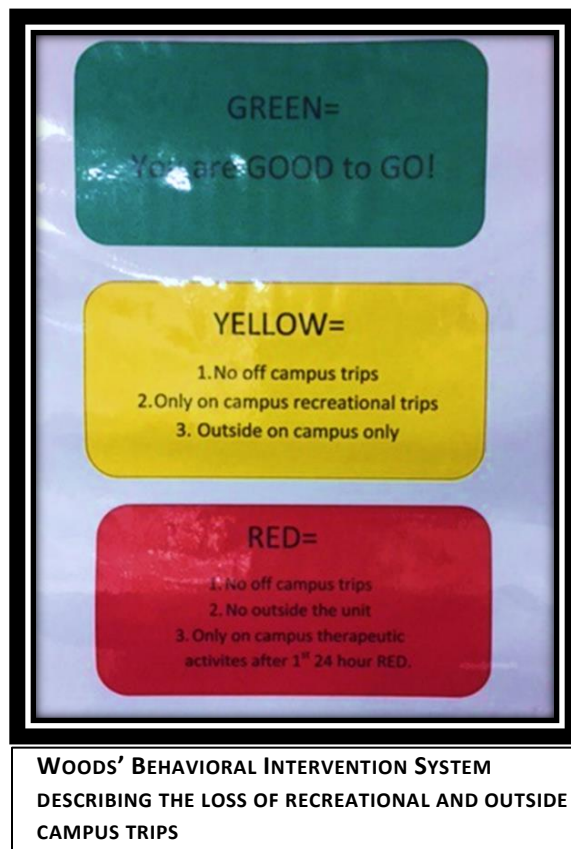 GREEN=
You are GOOD to GO!
YELLOW=
1.No off campus trips
2.Only on campus recreational trips
3. Outside on campus only
RED=
1. No off campus trips
2. No outside the unit
3. Only on campus therapeutic
activites after 1st 24 hour RED.
WOODS’ BEHAVIORAL INTERVENTION SYSTEM
DESCRIBING THE LOSS OF RECREATIONAL AND OUTSIDE
CAMPUS TRIPS